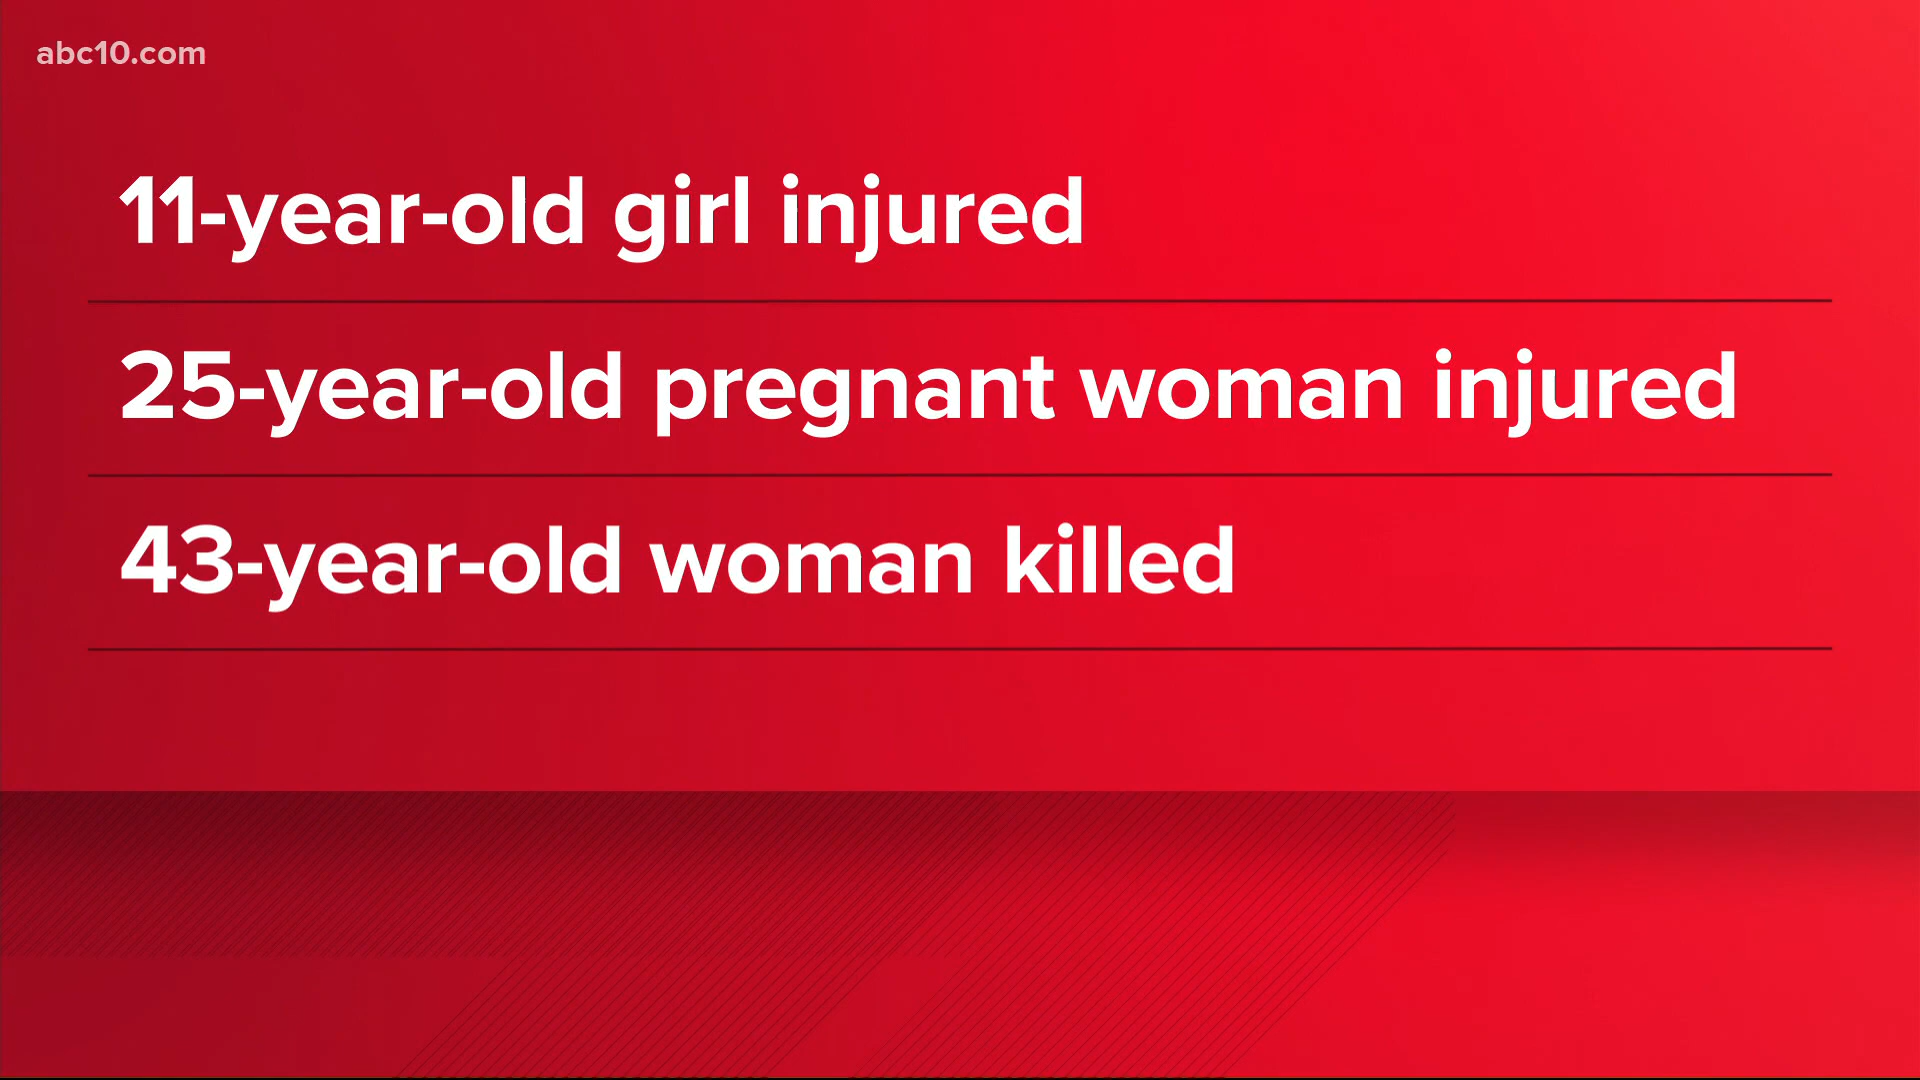 abc10.com
11-year-old girl injured
25-year-old pregnant woman injured
43-year-old woman killed